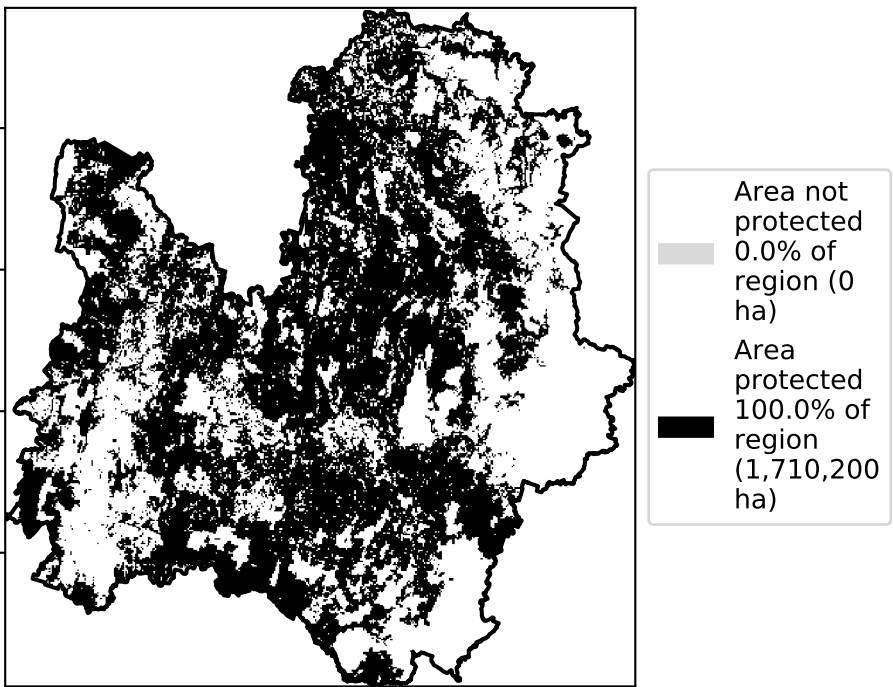 Area not
protected
0.0% of
region (0
ha)
Area
protected
100.0% of
region
(1,710,200
ha)